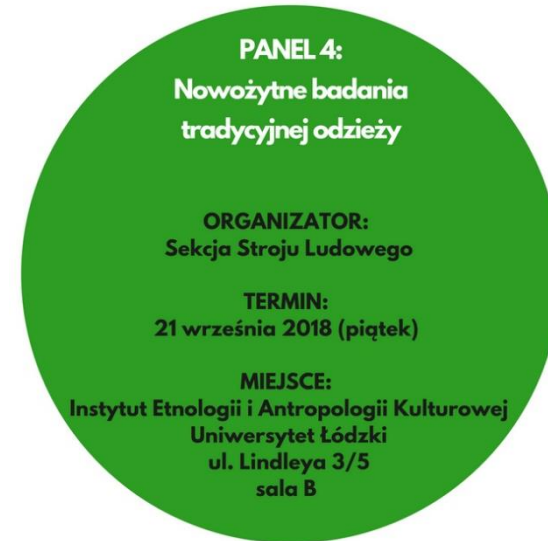 PANEL 4:
Nowożytne badania
tradycyjnej odzieży
ORGANIZATOR:
Sekcja Stroju Ludowego
TERMIN:
21 września 2018 (piątek)
MIEJSCE:
Instytut Etnologii i Antropologii Kulturowej
Uniwersytet Łódzki
ul. Lindleya 3/5
sala B